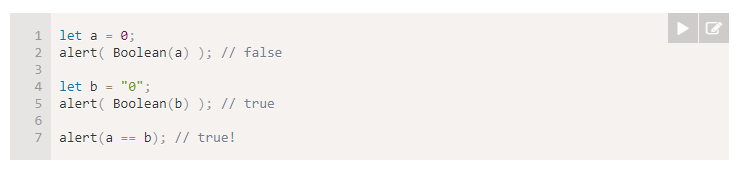 1 let a = 0;
2 alert( Boolean(a) ); // false
3
4 let b = "0";
5 alert( Boolean(b) ); // true
6
7 alert(a == b); // true!